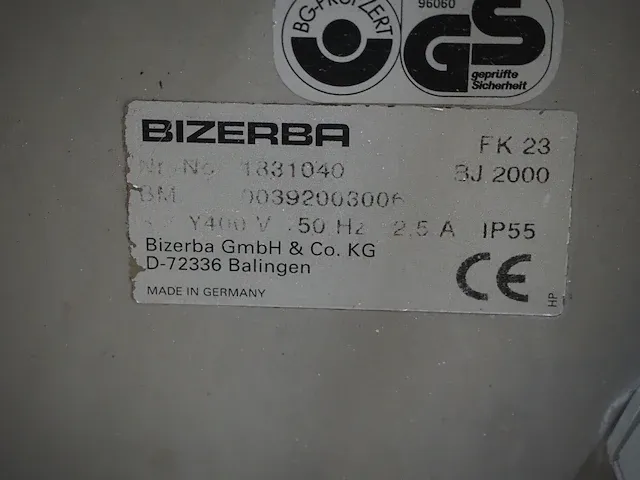 BG-PRÜFZERT
96060
GS
geprüfte
Sicherheit
BIZERBA FK 23
Nr. No 1331040 BJ 2000
BM 00392003006
Y400 V 50 Hz 2.5 A IP55
Bizerba GmbH & Co. KG
D-72336 Balingen
CE
MADE IN GERMANY
HP